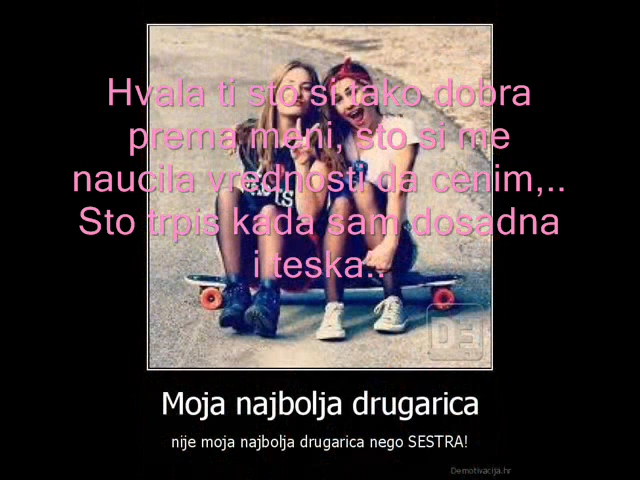 Hvala ti sto si tako dobra
prema meni, sto si me
naucila vrednosti da cenim,..
Sto trpis kada sam dosadna
i teska..
DE
Moja najbolja drugarica
nije moja najbolja drugarica nego SESTRA!
Demotivacija.hr